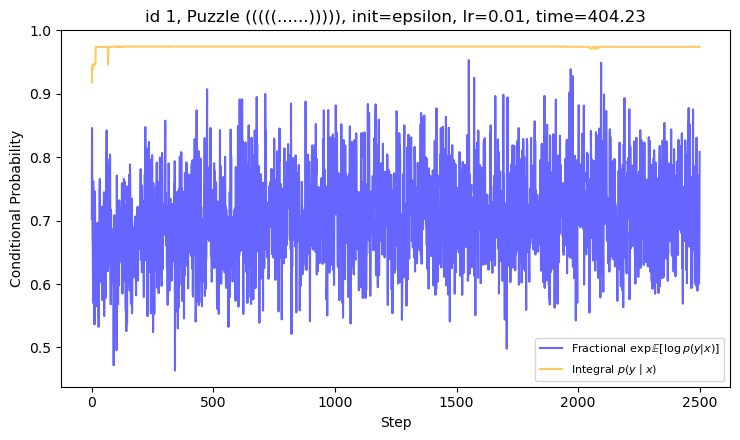 id 1, Puzzle (((((......))))), init=epsilon, lr=0.01, time=404.23
Conditional Probability
1.0
0.9
0.8
0.7
0.6
0.5
0
500
1000
1500
2000
2500
Step
Fractional exp 𝔼[log p(y|x)]
Integral p(y | x)